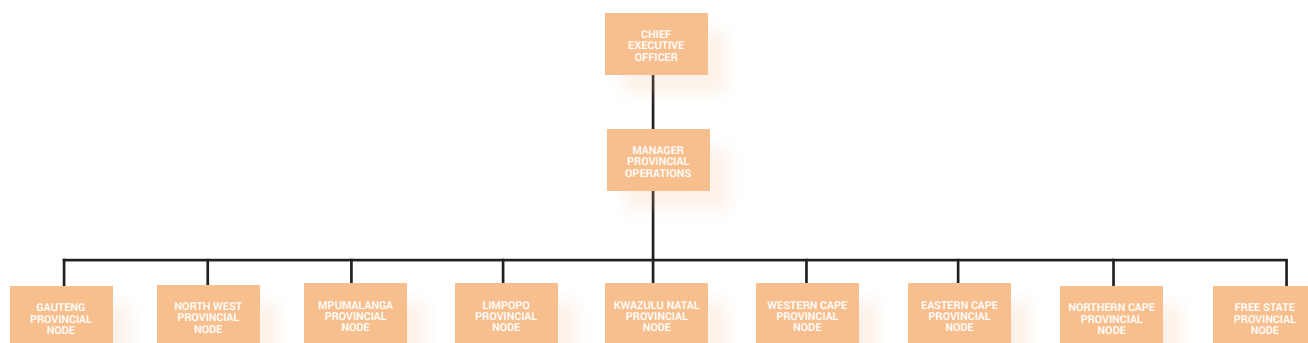 CHIEF
EXECUTIVE
OFFICER
MANAGER
PROVINCIAL
OPERATIONS
GAUTENG
PROVINCIAL
NODE
NORTH WEST
PROVINCIAL
NODE
MPUMALANGA
PROVINCIAL
NODE
LIMPOPO
PROVINCIAL
NODE
KWAZULU NATAL
PROVINCIAL
NODE
WESTERN CAPE
PROVINCIAL
NODE
EASTERN CAPE
PROVINCIAL
NODE
NORTHERN CAPE
PROVINCIAL
NODE
FREE STATE
PROVINCIAL
NODE